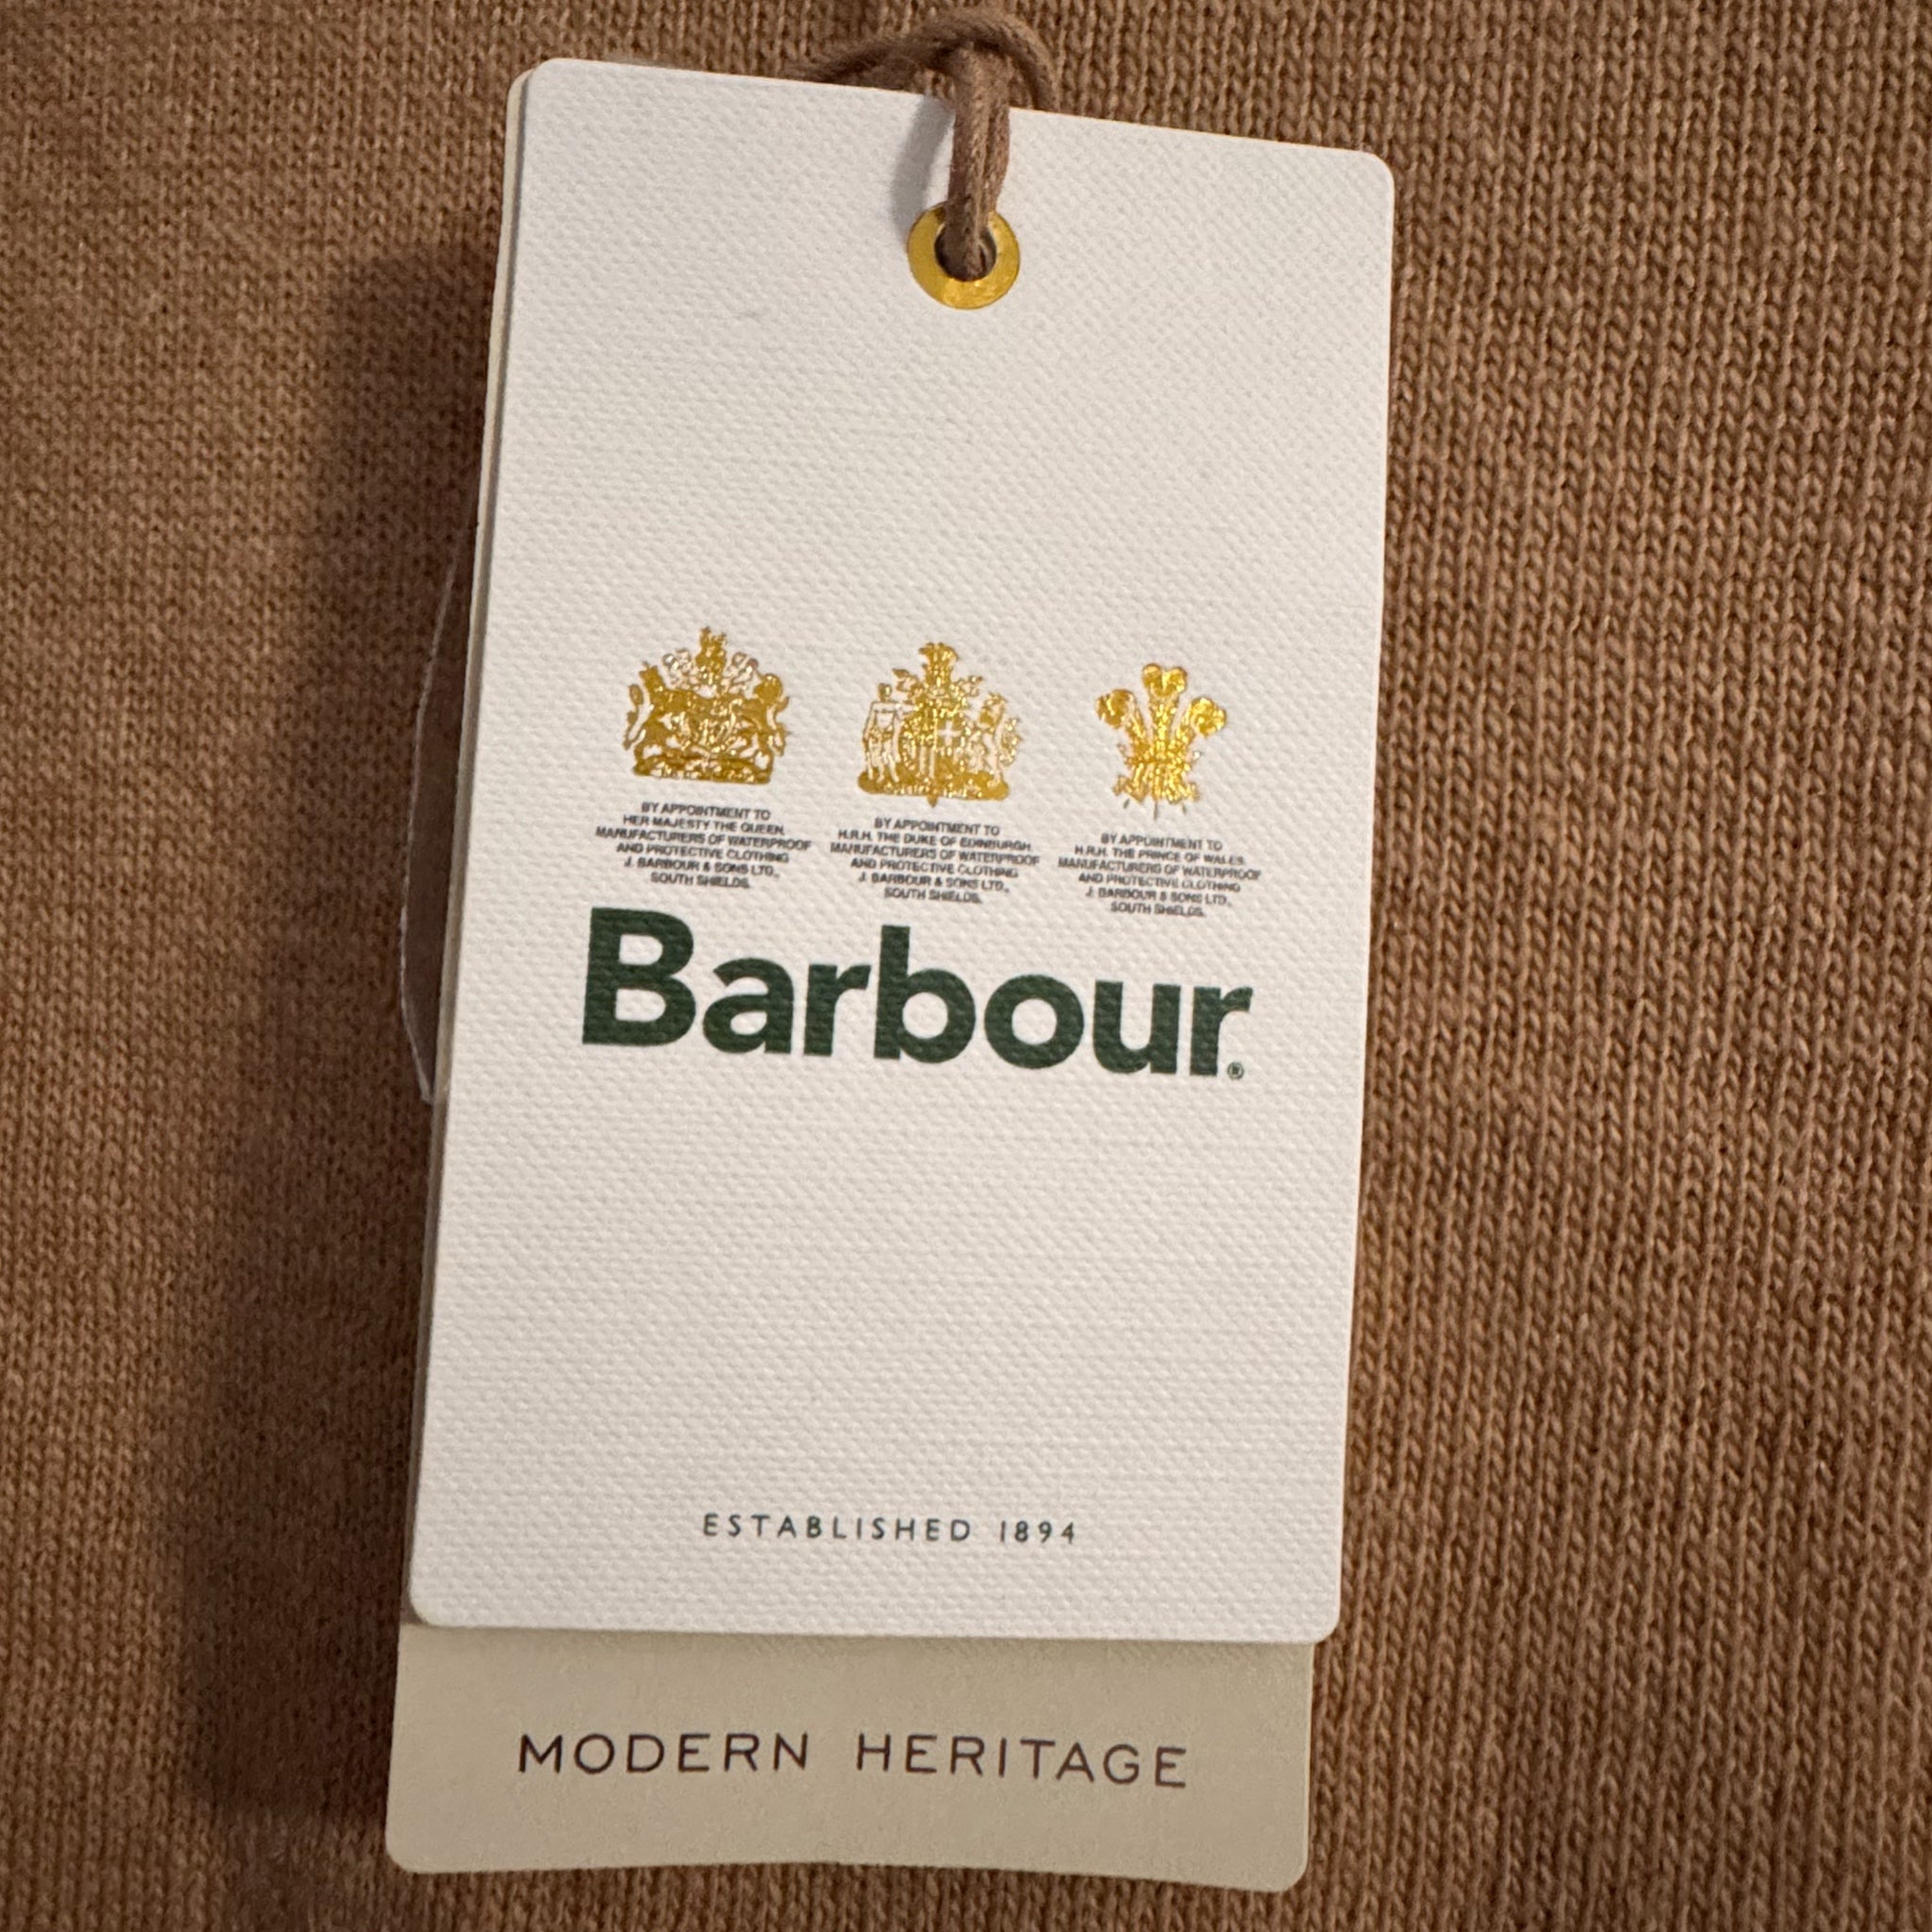 BY APPOINTMENT TO
HER MAJESTY THE QUEEN
MANUFACTURERS OF WATERPROOF
AND PROTECTIVE CLOTHING
J. BARBOUR & SONS LTD.,
SOUTH SHIELDS.
BY APPOINTMENT TO
H.R.H. THE DUKE OF EDINBURGH
MANUFACTURERS OF WATERPROOF
AND PROTECTIVE CLOTHING
J. BARBOUR & SONS LTD.,
SOUTH SHIELDS.
BY APPOINTMENT TO
H.R.H. THE PRINCE OF WALES
MANUFACTURERS OF WATERPROOF
AND PROTECTIVE CLOTHING
J. BARBOUR & SONS LTD.,
SOUTH SHIELDS.
Barbour®
ESTABLISHED 1894
MODERN HERITAGE